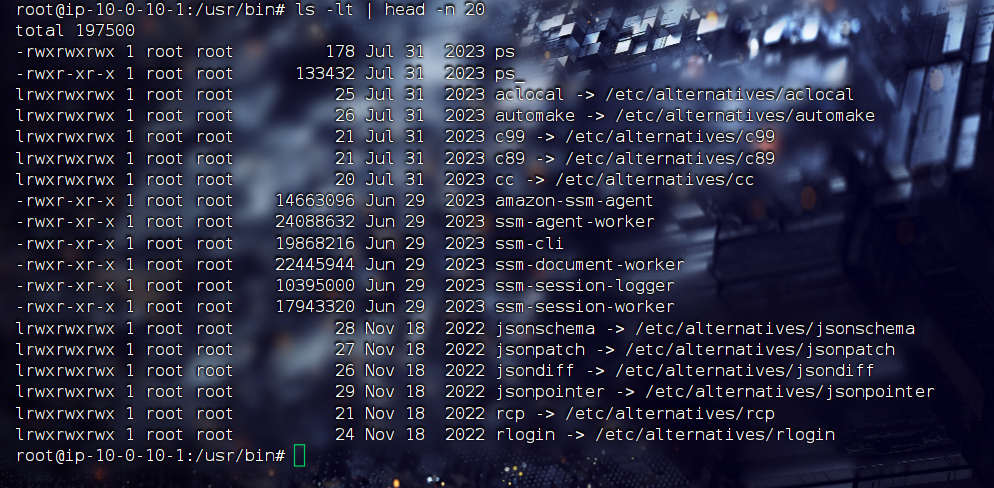 root@ip-10-0-10-1:/usr/bin# ls -lt | head -n 20
total 197500
-rwxrwxrwx 1 root root 178 Jul 31 2023 ps
-rwxr-xr-x 1 root root 133432 Jul 31 2023 ps_
lrwxrwxrwx 1 root root 25 Jul 31 2023 aclocal -> /etc/alternatives/aclocal
lrwxrwxrwx 1 root root 26 Jul 31 2023 automake -> /etc/alternatives/automake
lrwxrwxrwx 1 root root 21 Jul 31 2023 c99 -> /etc/alternatives/c99
lrwxrwxrwx 1 root root 21 Jul 31 2023 c89 -> /etc/alternatives/c89
lrwxrwxrwx 1 root root 20 Jul 31 2023 cc -> /etc/alternatives/cc
-rwxr-xr-x 1 root root 14663096 Jun 29 2023 amazon-ssm-agent
-rwxr-xr-x 1 root root 24088632 Jun 29 2023 ssm-agent-worker
-rwxr-xr-x 1 root root 19868216 Jun 29 2023 ssm-cli
-rwxr-xr-x 1 root root 22445944 Jun 29 2023 ssm-document-worker
-rwxr-xr-x 1 root root 10395000 Jun 29 2023 ssm-session-logger
-rwxr-xr-x 1 root root 17943320 Jun 29 2023 ssm-session-worker
lrwxrwxrwx 1 root root 28 Nov 18 2022 jsonschema -> /etc/alternatives/jsonschema
lrwxrwxrwx 1 root root 27 Nov 18 2022 jsonpatch -> /etc/alternatives/jsonpatch
lrwxrwxrwx 1 root root 26 Nov 18 2022 jsondiff -> /etc/alternatives/jsondiff
lrwxrwxrwx 1 root root 29 Nov 18 2022 jsonpointer -> /etc/alternatives/jsonpointer
lrwxrwxrwx 1 root root 21 Nov 18 2022 rcp -> /etc/alternatives/rcp
lrwxrwxrwx 1 root root 24 Nov 18 2022 rlogin -> /etc/alternatives/rlogin
root@ip-10-0-10-1:/usr/bin#